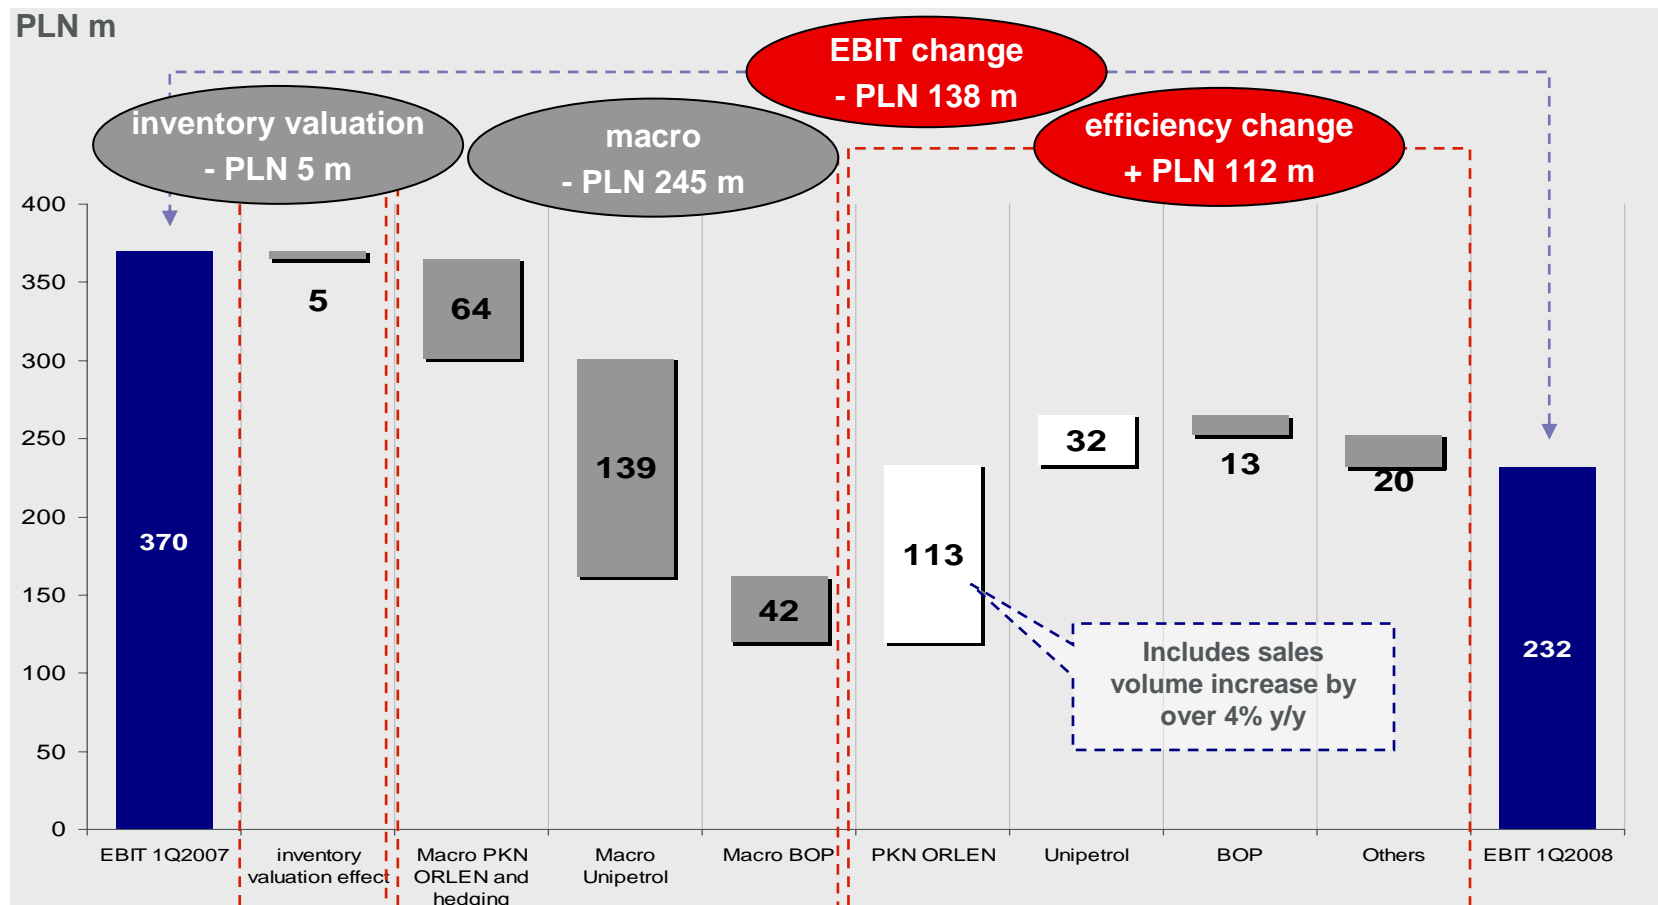 PLN m
EBIT change
- PLN 138 m
inventory valuation
- PLN 5 m
macro
- PLN 245 m
efficiency change
+ PLN 112 m
400
350
300
250
200
150
100
50
0
370
5
64
139
42
113
32
13
20
232
Includes sales
volume increase by
over 4% y/y
EBIT 1Q2007
inventory
valuation effect
Macro PKN
ORLEN and
hedging
Macro
Unipetrol
Macro BOP
PKN ORLEN
Unipetrol
BOP
Others
EBIT 1Q2008